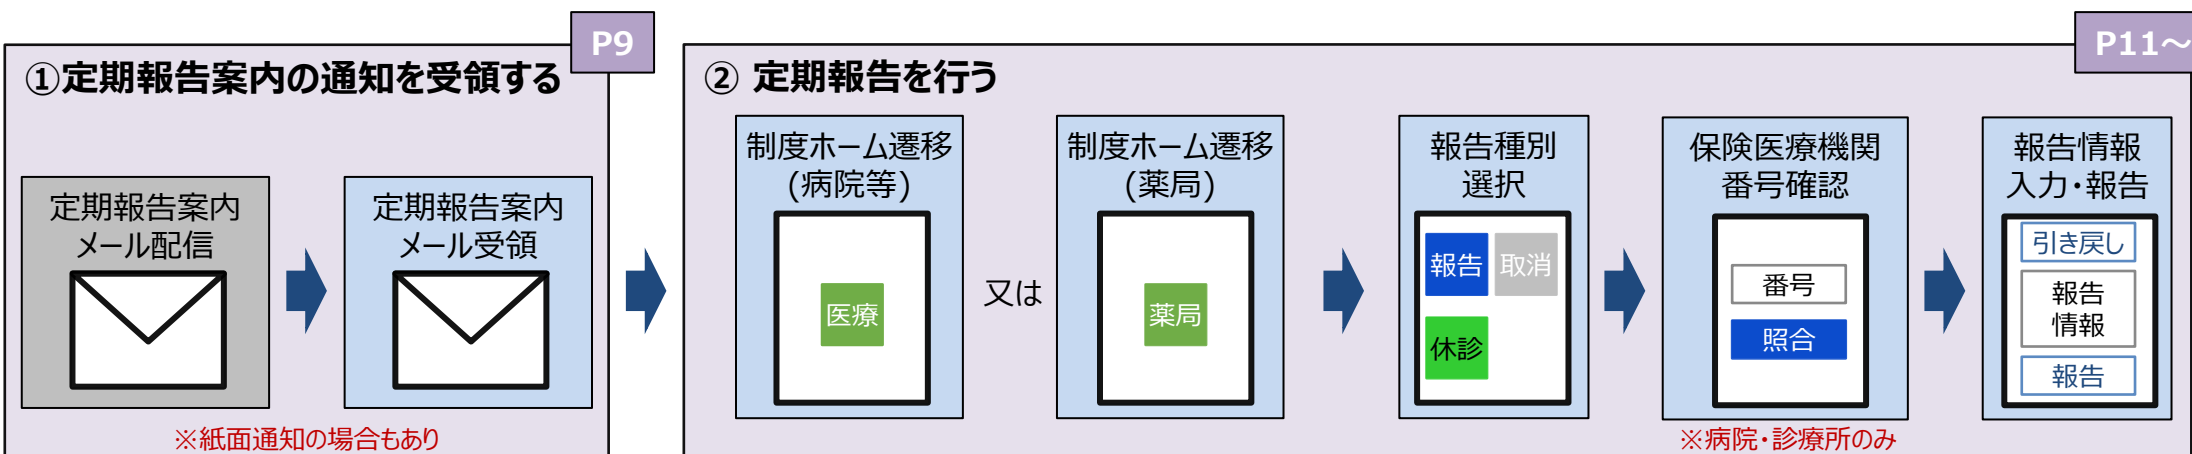 P9
①定期報告案内の通知を受領する
定期報告案内
メール配信
定期報告案内
メール受領
※紙面通知の場合もあり
P11～
② 定期報告を行う
制度ホーム遷移
(病院等)
医療
又は
制度ホーム遷移
(薬局)
薬局
報告種別
選択
報告
取消
休診
保険医療機関
番号確認
番号
照合
※病院・診療所のみ
報告情報
入力・報告
引き戻し
報告
情報
報告